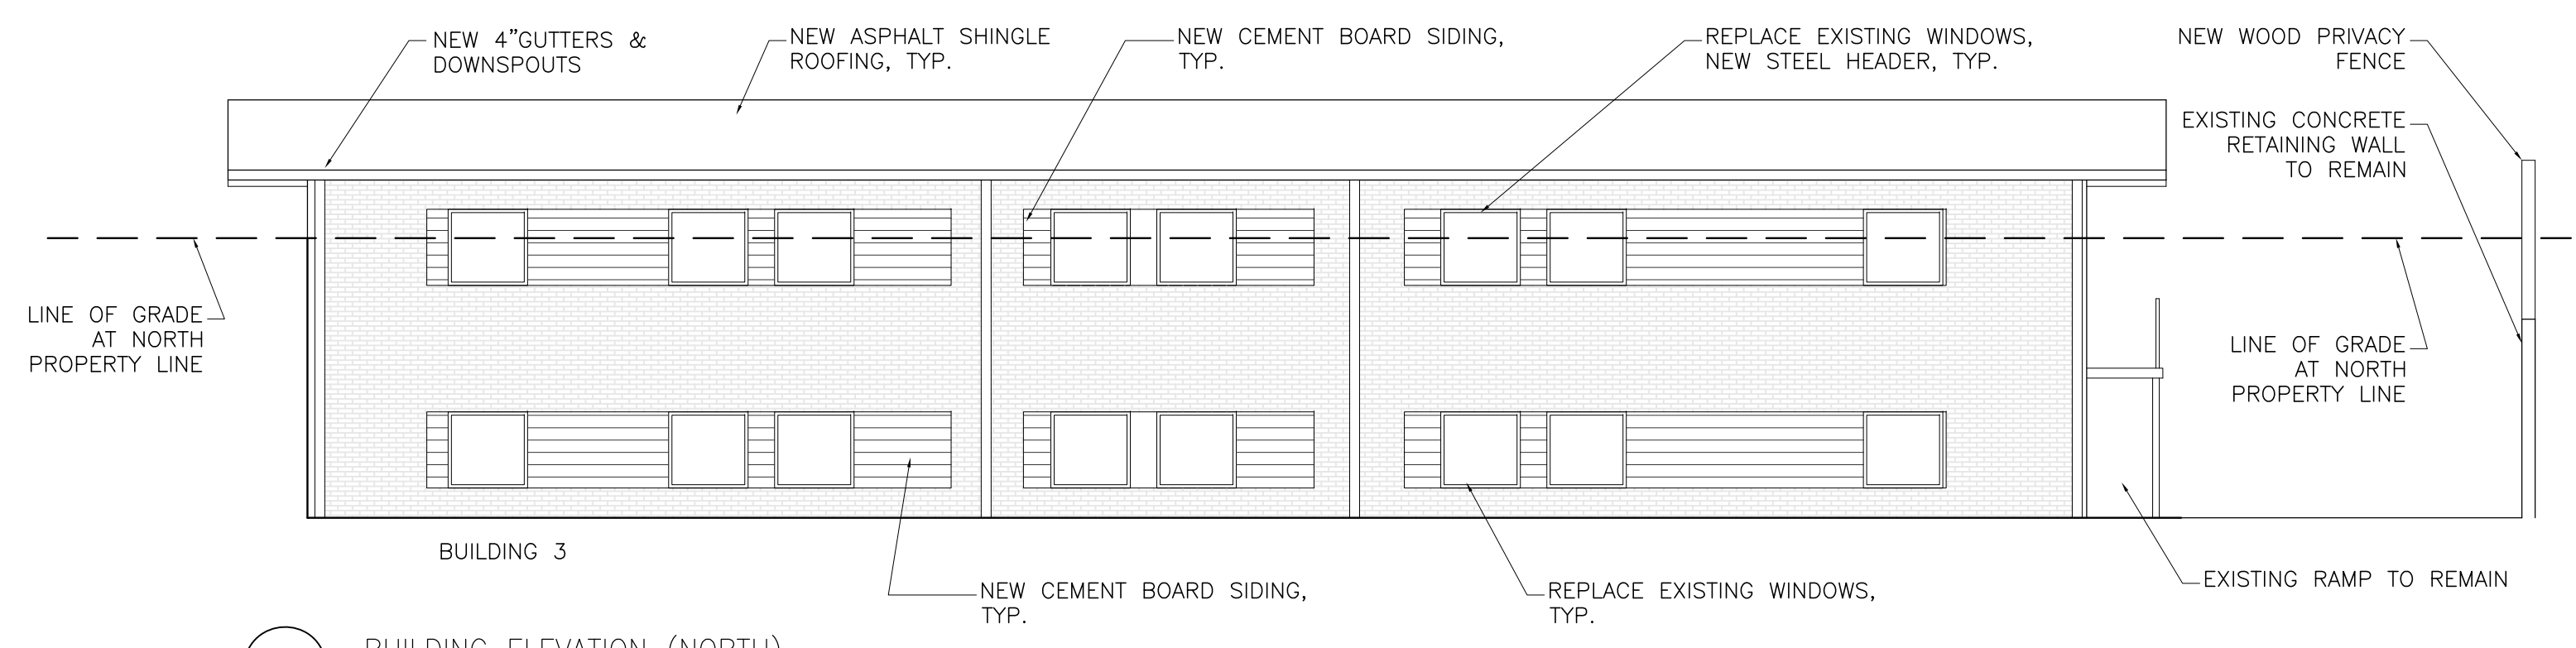 NEW 4"GUTTERS &
DOWNSPOUTS
NEW ASPHALT SHINGLE
ROOFING, TYP.
NEW CEMENT BOARD SIDING,
TYP.
REPLACE EXISTING WINDOWS,
NEW STEEL HEADER, TYP.
NEW WOOD PRIVACY
FENCE
EXISTING CONCRETE
RETAINING WALL
TO REMAIN
LINE OF GRADE
AT NORTH
PROPERTY LINE
LINE OF GRADE
AT NORTH
PROPERTY LINE
BUILDING 3
NEW CEMENT BOARD SIDING,
TYP.
REPLACE EXISTING WINDOWS,
TYP.
EXISTING RAMP TO REMAIN
BUILDING ELEVATION (NORTH)